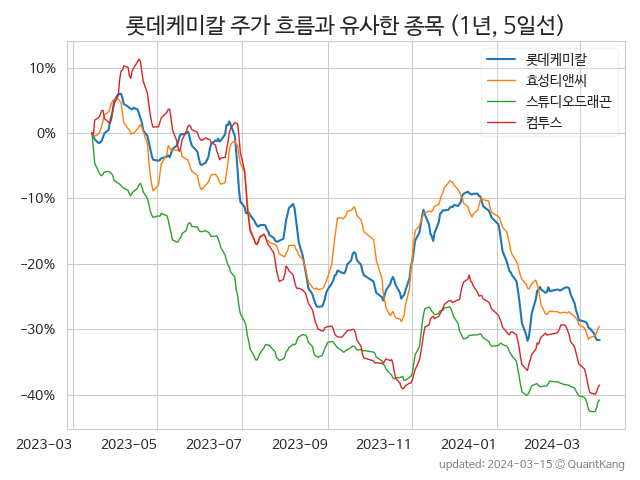 롯데케미칼 주가 흐름과 유사한 종목 (1년, 5일선)
롯데케미칼
효성티앤씨
스튜디오드래곤
컴투스
10%
0%
−10%
−20%
−30%
−40%
2023-03 2023-05 2023-07 2023-09 2023-11 2024-01 2024-03
updated: 2024-03-15 © QuantKang